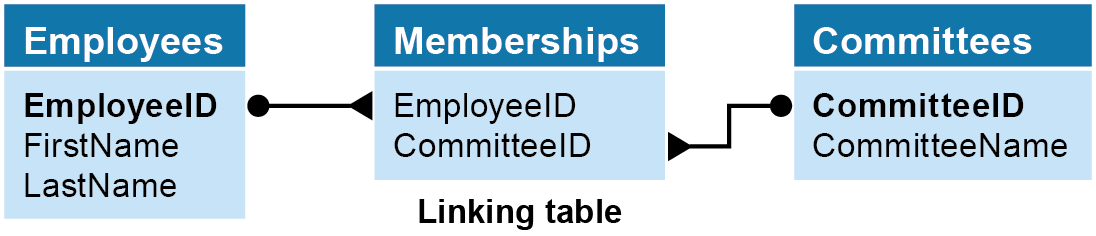 Employees
EmployeeID
FirstName
LastName
Memberships
EmployeeID
CommitteeID
Linking table
Committees
CommitteeID
CommitteeName